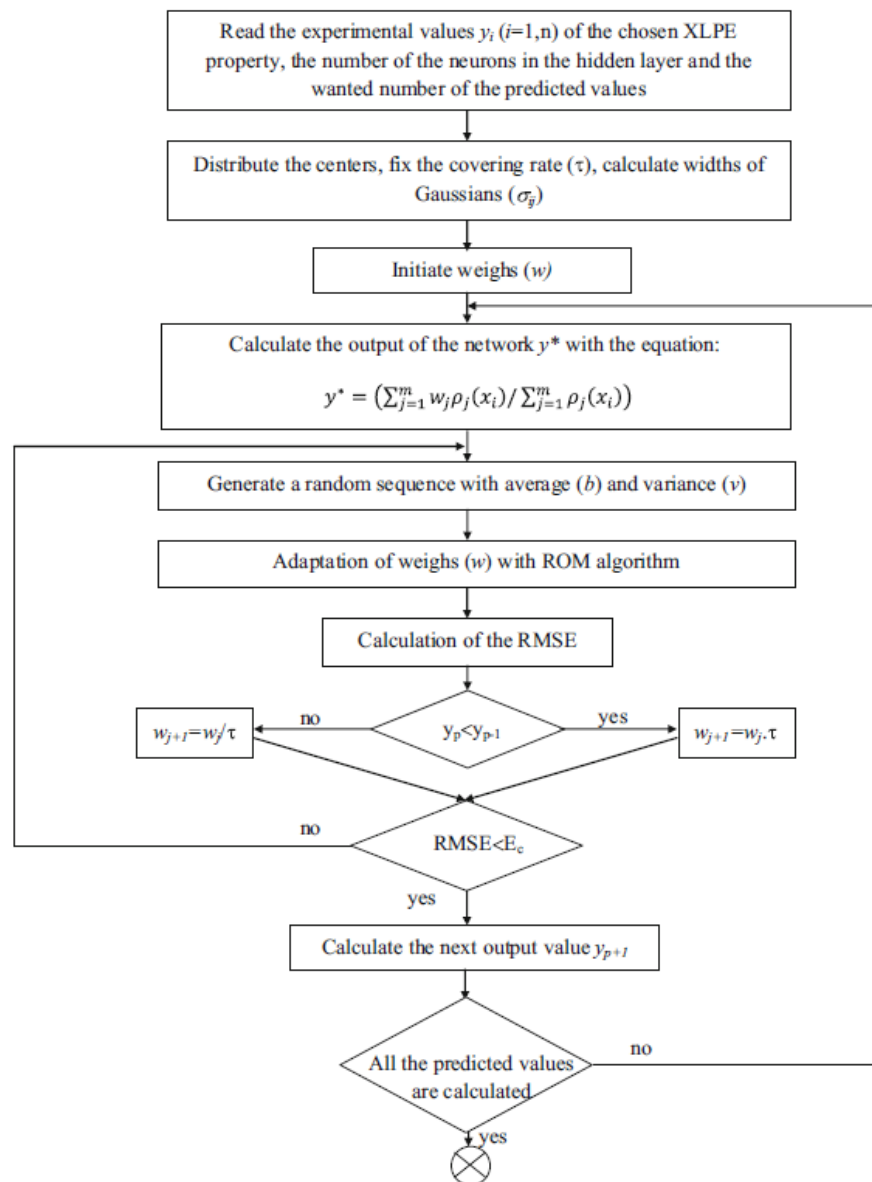 Read the experimental values yᵢ (i=1,n) of the chosen XLPE
property, the number of the neurons in the hidden layer and the
wanted number of the predicted values
Distribute the centers, fix the covering rate (τ), calculate widths of
Gaussians (σᵢⱼ)
Initiate weighs (w)
Calculate the output of the network y* with the equation:
y* = (∑ⱼ₌₁ᵐ wⱼρⱼ(xᵢ)/∑ⱼ₌₁ᵐ ρⱼ(xᵢ))
Generate a random sequence with average (b) and variance (v)
Adaptation of weighs (w) with ROM algorithm
Calculation of the RMSE
no
yes
wⱼ₊₁=wⱼ/τ
yₚ<yₚ₋₁
wⱼ₊₁=wⱼ.τ
no
RMSE<E_c
yes
Calculate the next output value yₚ₊₁
no
All the predicted values
are calculated
yes